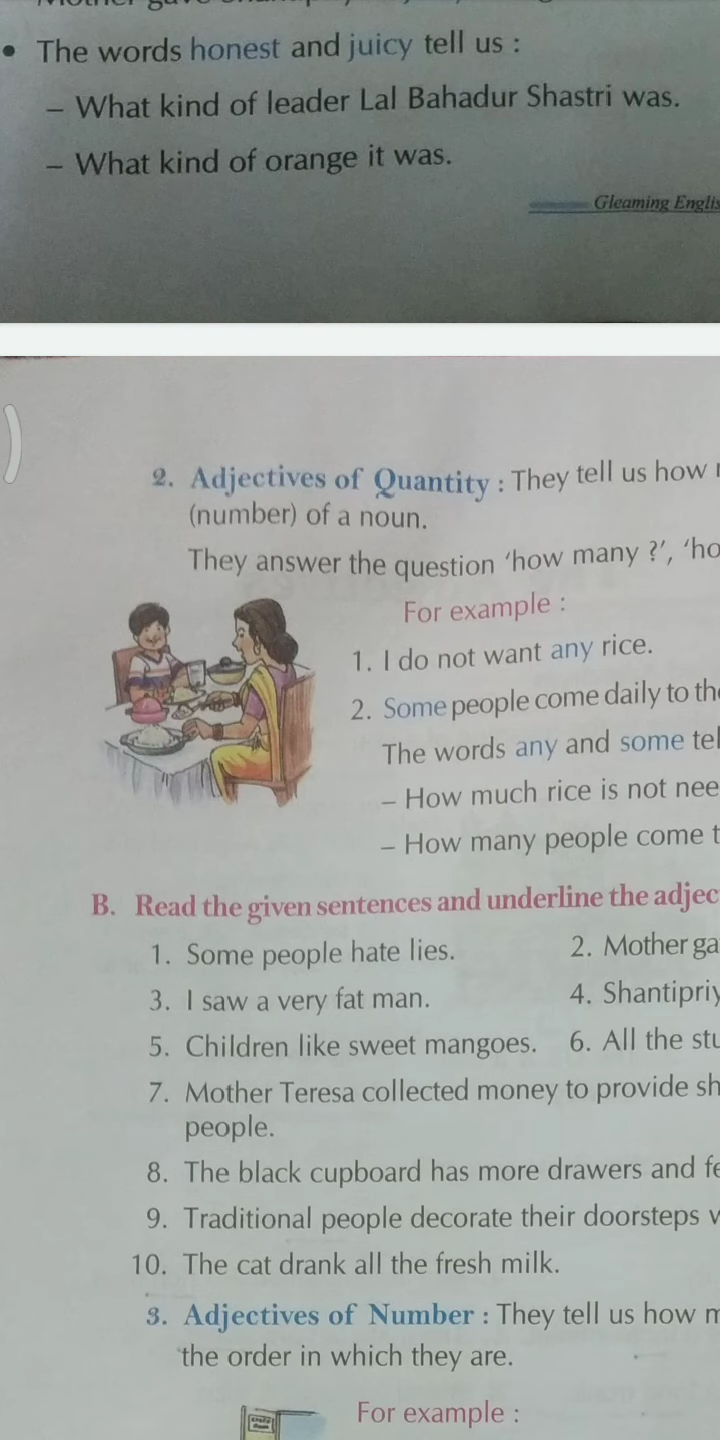 • The words honest and juicy tell us :
– What kind of leader Lal Bahadur Shastri was.
– What kind of orange it was.
Gleaming
2. Adjectives of Quantity : They tell us how
(number) of a noun.
They answer the question ‘how many ?’,
For example :
1. I do not want any rice.
2. Some people come daily to
The words any and some
– How much rice is not
– How many people come
B. Read the given sentences and underline the
1. Some people hate lies. 2. Mother
3. I saw a very fat man. 4.
5. Children like sweet mangoes. 6. All the
7. Mother Teresa collected money to provide
people.
8. The black cupboard has more drawers and
9. Traditional people decorate their doorsteps
10. The cat drank all the fresh milk.
3. Adjectives of Number : They tell us how
the order in which they are.
For example :